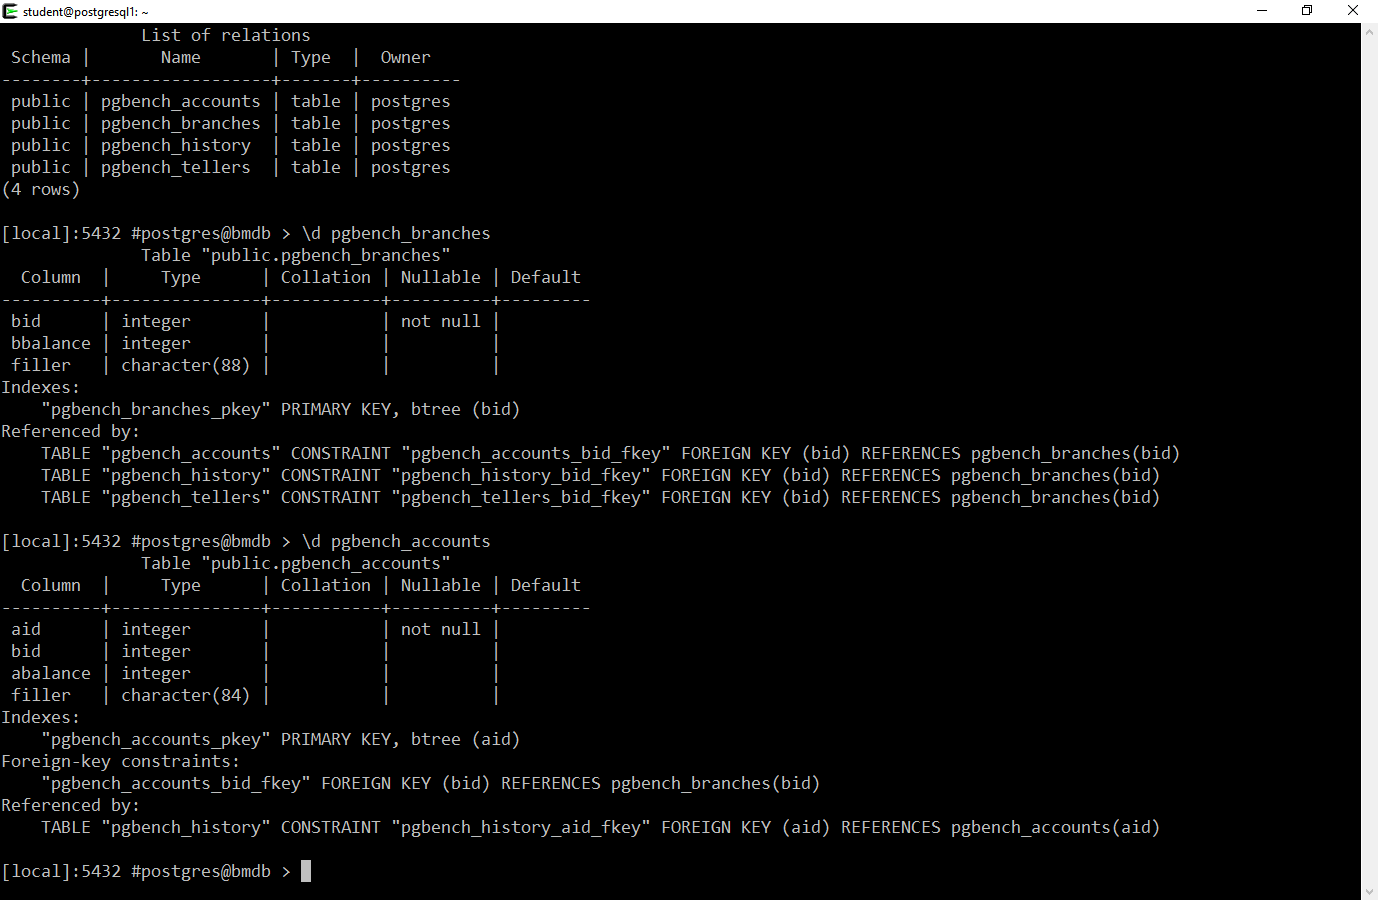 student@postgresql1: ~
              List of relations
 Schema |       Name       | Type  |  Owner
--------+------------------+-------+----------
 public | pgbench_accounts | table | postgres
 public | pgbench_branches | table | postgres
 public | pgbench_history  | table | postgres
 public | pgbench_tellers  | table | postgres
(4 rows)

[local]:5432 #postgres@bmdb > \d pgbench_branches
              Table "public.pgbench_branches"
  Column  |     Type      | Collation | Nullable | Default
----------+---------------+-----------+----------+---------
 bid      | integer       |           | not null |
 bbalance | integer       |           |          |
 filler   | character(88) |           |          |
Indexes:
    "pgbench_branches_pkey" PRIMARY KEY, btree (bid)
Referenced by:
    TABLE "pgbench_accounts" CONSTRAINT "pgbench_accounts_bid_fkey" FOREIGN KEY (bid) REFERENCES pgbench_branches(bid)
    TABLE "pgbench_history" CONSTRAINT "pgbench_history_bid_fkey" FOREIGN KEY (bid) REFERENCES pgbench_branches(bid)
    TABLE "pgbench_tellers" CONSTRAINT "pgbench_tellers_bid_fkey" FOREIGN KEY (bid) REFERENCES pgbench_branches(bid)

[local]:5432 #postgres@bmdb > \d pgbench_accounts
              Table "public.pgbench_accounts"
  Column  |     Type      | Collation | Nullable | Default
----------+---------------+-----------+----------+---------
 aid      | integer       |           | not null |
 bid      | integer       |           |          |
 abalance | integer       |           |          |
 filler   | character(84) |           |          |
Indexes:
    "pgbench_accounts_pkey" PRIMARY KEY, btree (aid)
Foreign-key constraints:
    "pgbench_accounts_bid_fkey" FOREIGN KEY (bid) REFERENCES pgbench_branches(bid)
Referenced by:
    TABLE "pgbench_history" CONSTRAINT "pgbench_history_aid_fkey" FOREIGN KEY (aid) REFERENCES pgbench_accounts(aid)

[local]:5432 #postgres@bmdb >